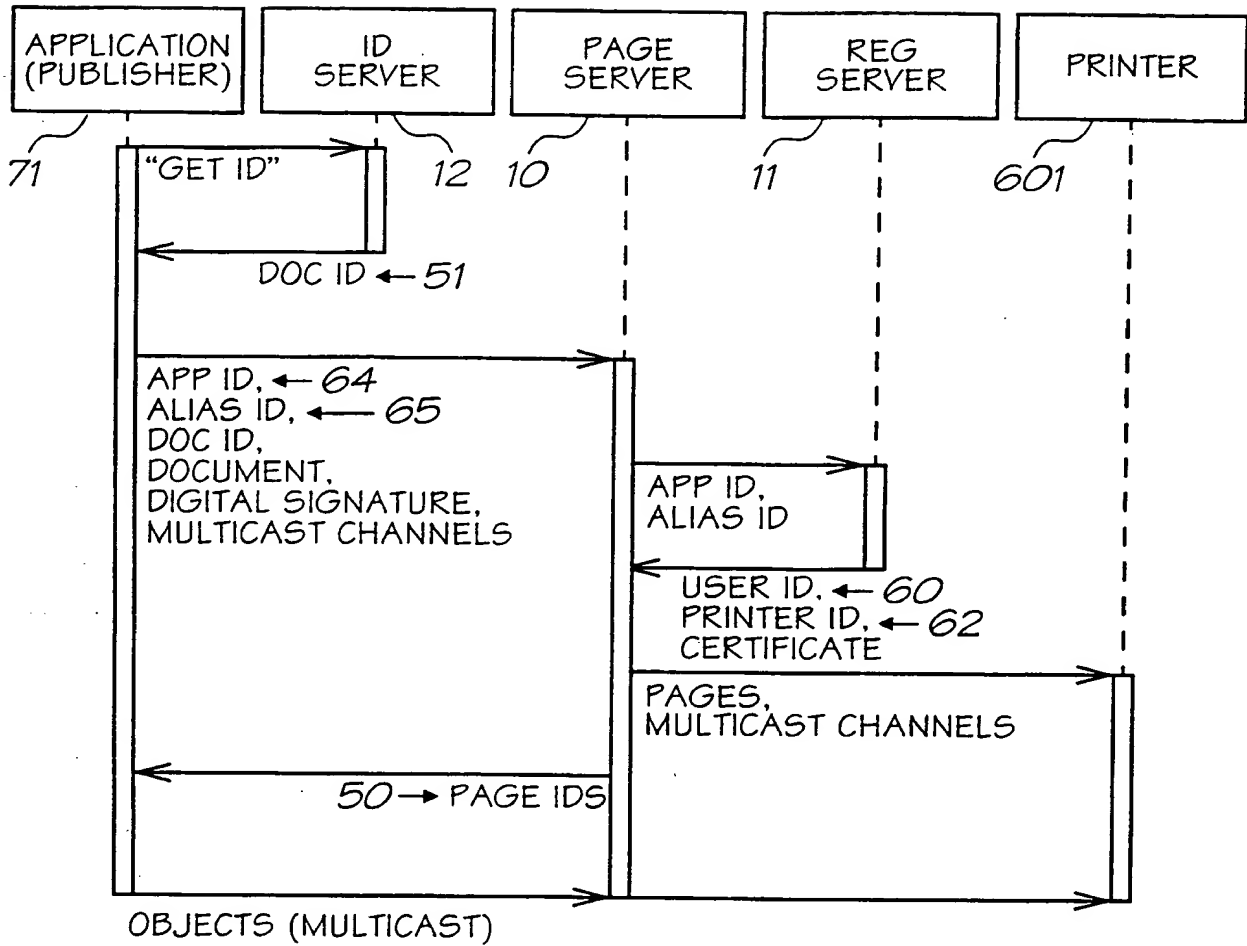 APPLICATION
(PUBLISHER)
ID
SERVER
PAGE
SERVER
REG
SERVER
PRINTER
71
12
10
11
601
"GET ID"
DOC ID ← 51
APP ID, ← 64
ALIAS ID, ← 65
DOC ID,
DOCUMENT,
DIGITAL SIGNATURE,
MULTICAST CHANNELS
APP ID,
ALIAS ID
USER ID, ← 60
PRINTER ID, ← 62
CERTIFICATE
PAGES,
MULTICAST CHANNELS
50 → PAGE IDS
OBJECTS (MULTICAST)